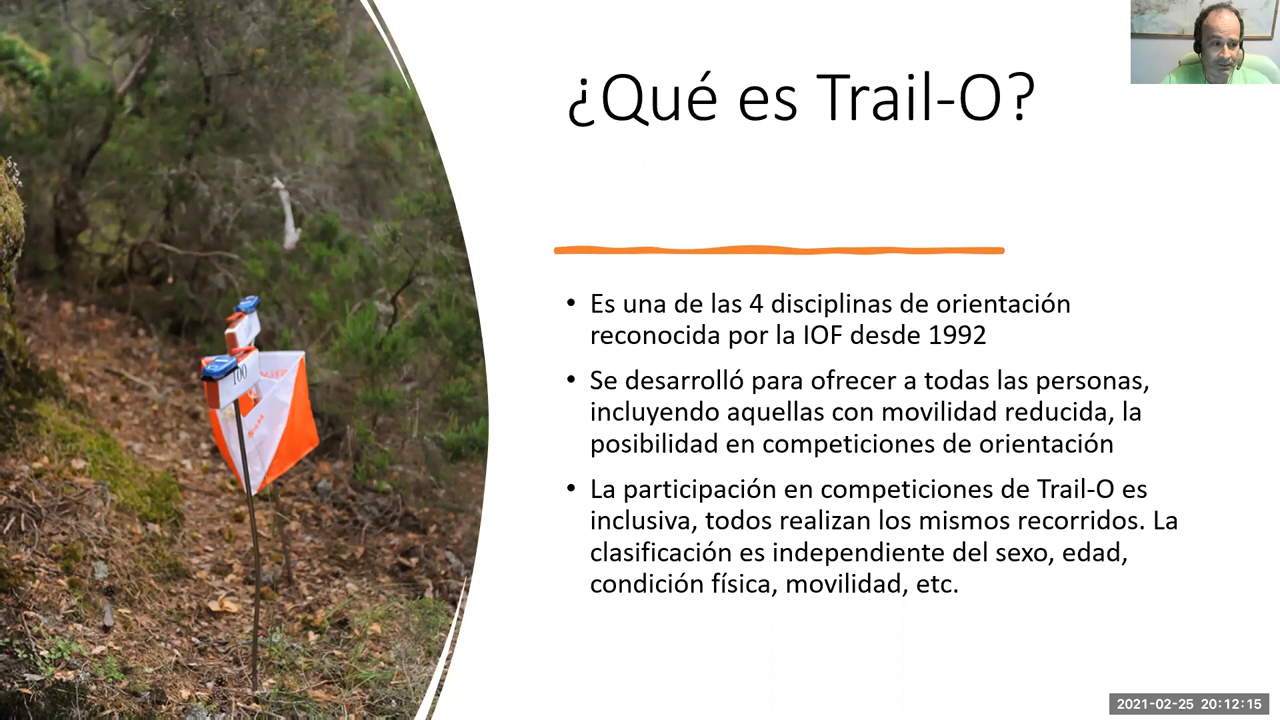 ¿Qué es Trail-O?
• Es una de las 4 disciplinas de orientación
reconocida por la IOF desde 1992
• Se desarrolló para ofrecer a todas las personas,
incluyendo aquellas con movilidad reducida, la
posibilidad en competiciones de orientación
• La participación en competiciones de Trail-O es
inclusiva, todos realizan los mismos recorridos. La
clasificación es independiente del sexo, edad,
condición física, movilidad, etc.
100
2021-02-25 20:12:15